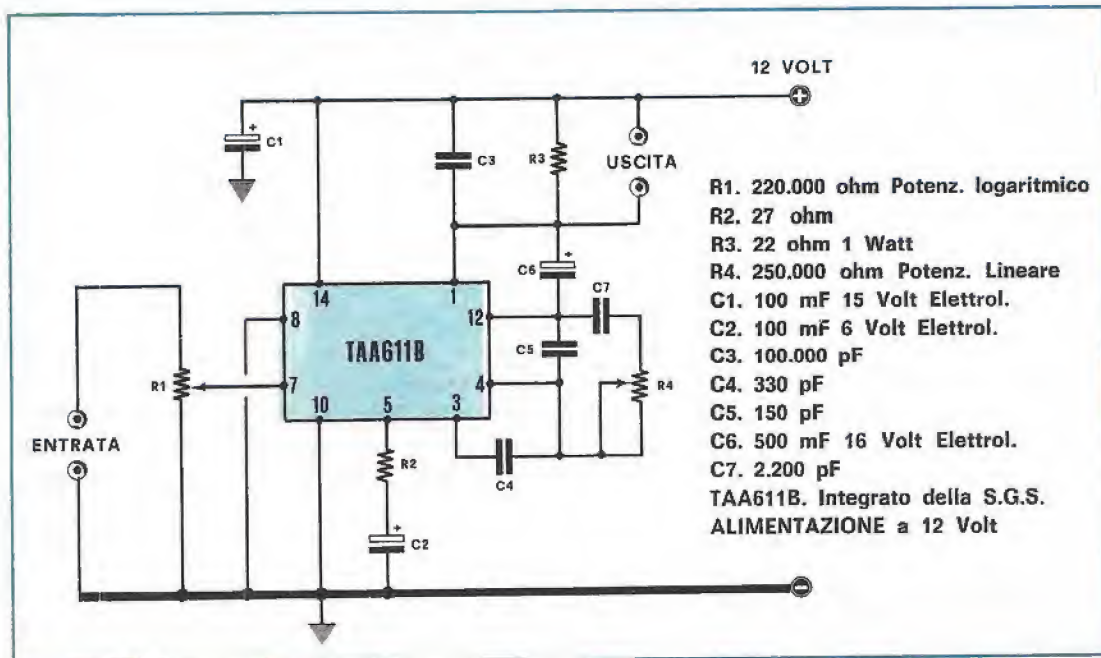 12 VOLT
+
+
C1
C3
R3
USCITA
+
C6
C7
14
1
8
12
TAA611B
C5
R1
7
4
R4
10
5
3
ENTRATA
R2
C4
+
C2
R1. 220.000 ohm Potenz. logaritmico
R2. 27 ohm
R3. 22 ohm 1 Watt
R4. 250.000 ohm Potenz. Lineare
C1. 100 mF 15 Volt Elettrol.
C2. 100 mF 6 Volt Elettrol.
C3. 100.000 pF
C4. 330 pF
C5. 150 pF
C6. 500 mF 16 Volt Elettrol.
C7. 2.200 pF
TAA611B. Integrato della S.G.S.
ALIMENTAZIONE a 12 Volt